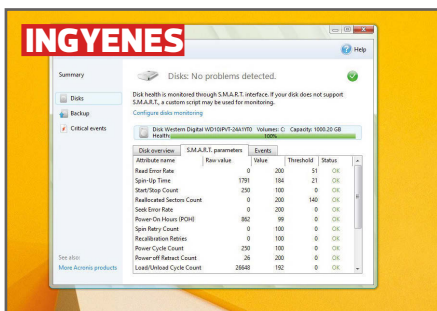 INGYENES
Help
Summary
Disks: No problems detected.
Disk health is monitored through S.M.A.R.T. interface. If your disk does not support
S.M.A.R.T., a custom script may be used for monitoring.
Configure disks monitoring
Disks
Backup
Critical events
Disk Western Digital WD10JPVT-24A1YT0 Volumes: C: Capacity: 1000.20 GB
Health: 100%
Disk overview S.M.A.R.T. parameters Events
Attribute name Raw value Value Threshold Status
Read Error Rate 0 200 51 OK
Spin-Up Time 1791 184 21 OK
Start/Stop Count 250 100 0 OK
Reallocated Sectors Count 0 200 140 OK
Seek Error Rate 0 200 0 OK
Power-On Hours (POH) 862 99 0 OK
Spin Retry Count 0 100 0 OK
Recalibration Retries 0 100 0 OK
Power Cycle Count 250 100 0 OK
Power-off Retract Count 26 200 0 OK
Load/Unload Cycle Count 26648 192 0 OK
See also:
More Acronis products